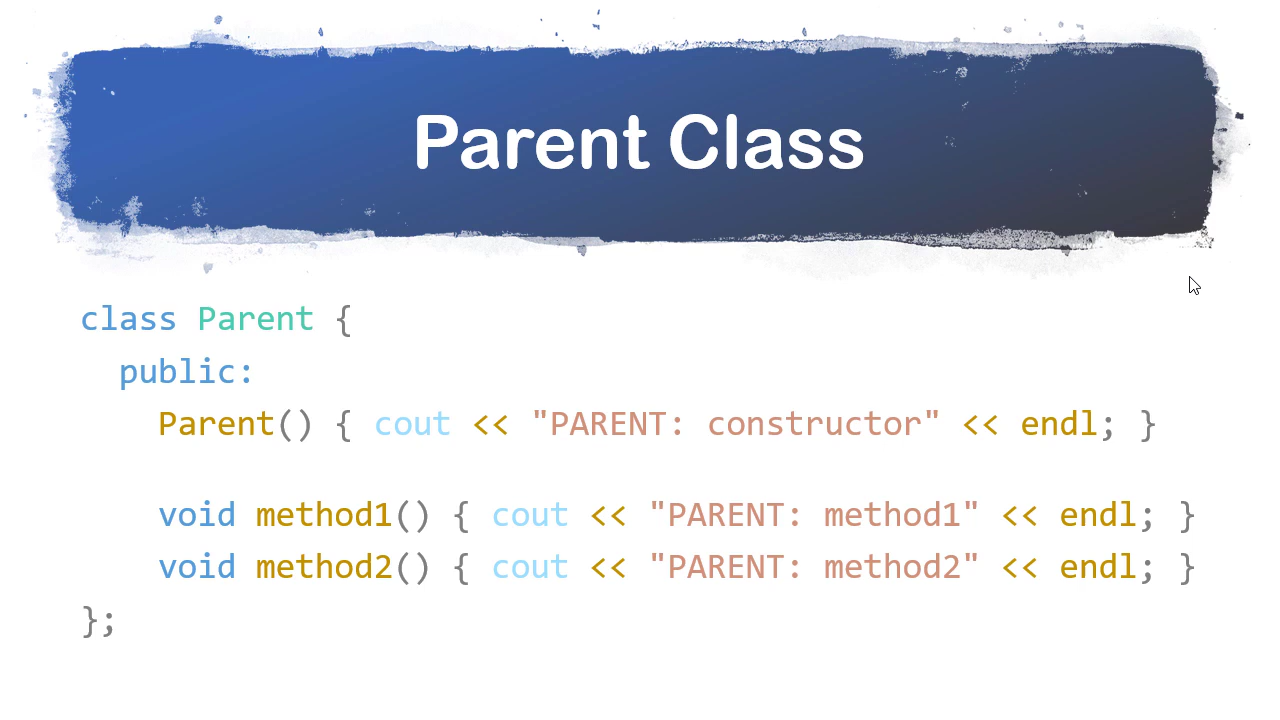 Parent Class
class Parent {
  public:
    Parent() { cout << "PARENT: constructor" << endl; }
    void method1() { cout << "PARENT: method1" << endl; }
    void method2() { cout << "PARENT: method2" << endl; }
};